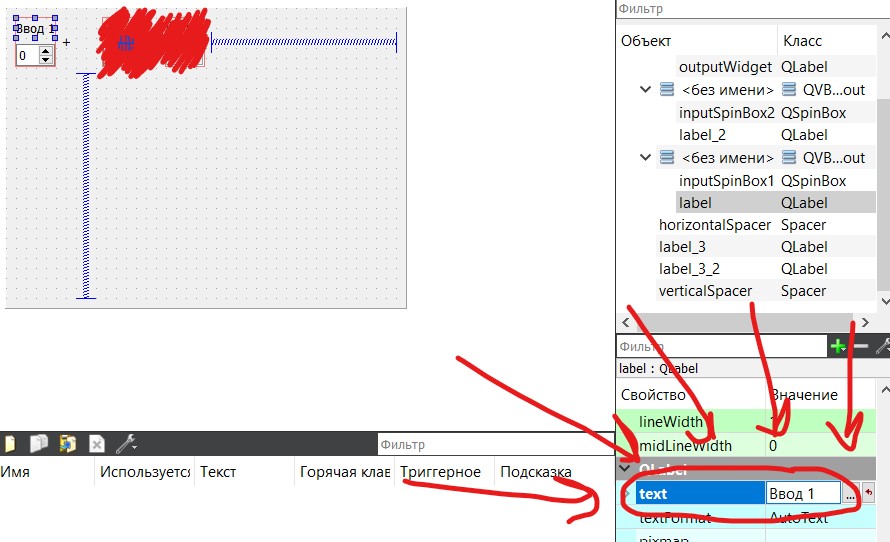 Ввод 1
0
+
Фильтр
Объект
Класс
outputWidget QLabel
<без имени> QVB...out
inputSpinBox2 QSpinBox
label_2 QLabel
<без имени> QVB...out
inputSpinBox1 QSpinBox
label QLabel
horizontalSpacer Spacer
label_3 QLabel
label_3_2 QLabel
verticalSpacer Spacer
Фильтр
label : QLabel
Свойство Значение
lineWidth
midLineWidth 0
QLabel
text Ввод 1 ...
textFormat AutoText
pixmap
Фильтр
Имя Используется Текст Горячая клав Триггерное Подсказка